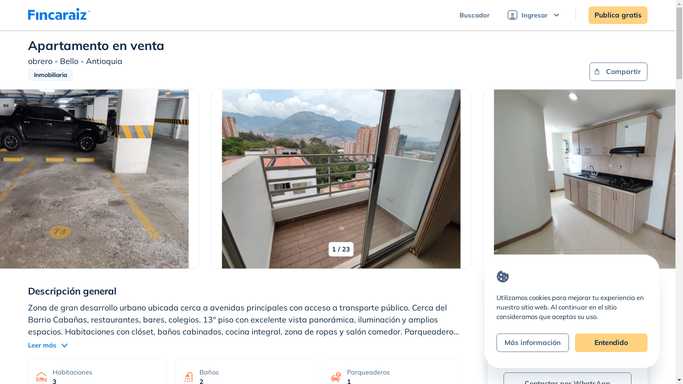 Fincaraiz
Buscador
Ingresar
Publica gratis
Apartamento en venta
obrero - Bello - Antioquia
Inmobiliaria
Compartir
1 / 23
Descripción general
Zona de gran desarrollo urbano ubicada cerca a avenidas principales con acceso a transporte público. Cerca del
Barrio Cabañas, restaurantes, bares, colegios. 13° piso con excelente vista panorámica, iluminación y amplios
espacios. Habitaciones con clóset, baños cabinados, cocina integral, zona de ropas y salón comedor. Parqueadero...
Leer más
Habitaciones
3
Baños
2
Parqueaderos
1
Utilizamos cookies para mejorar tu experiencia en
nuestro sitio web. Al continuar en el sitio
consideramos que aceptas su uso.
Más información
Entendido
Contactar por WhatsApp